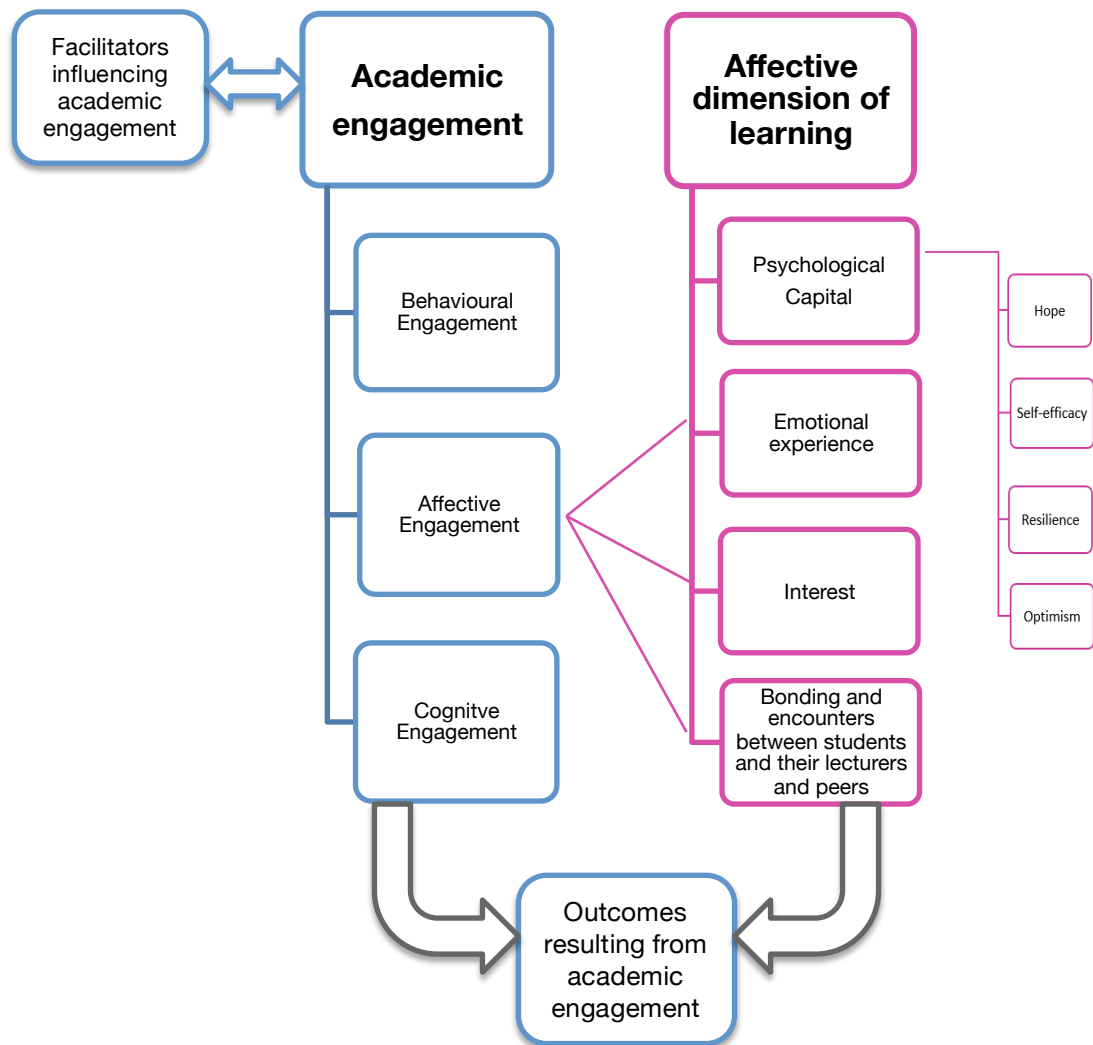 Facilitators
influencing
academic
engagement
Academic
engagement
Affective
dimension of
learning
Behavioural
Engagement
Affective
Engagement
Cognitve
Engagement
Psychological
Capital
Emotional
experience
Interest
Bonding and
encounters
between students
and their lecturers
and peers
Hope
Self-efficacy
Resilience
Optimism
Outcomes
resulting from
academic
engagement